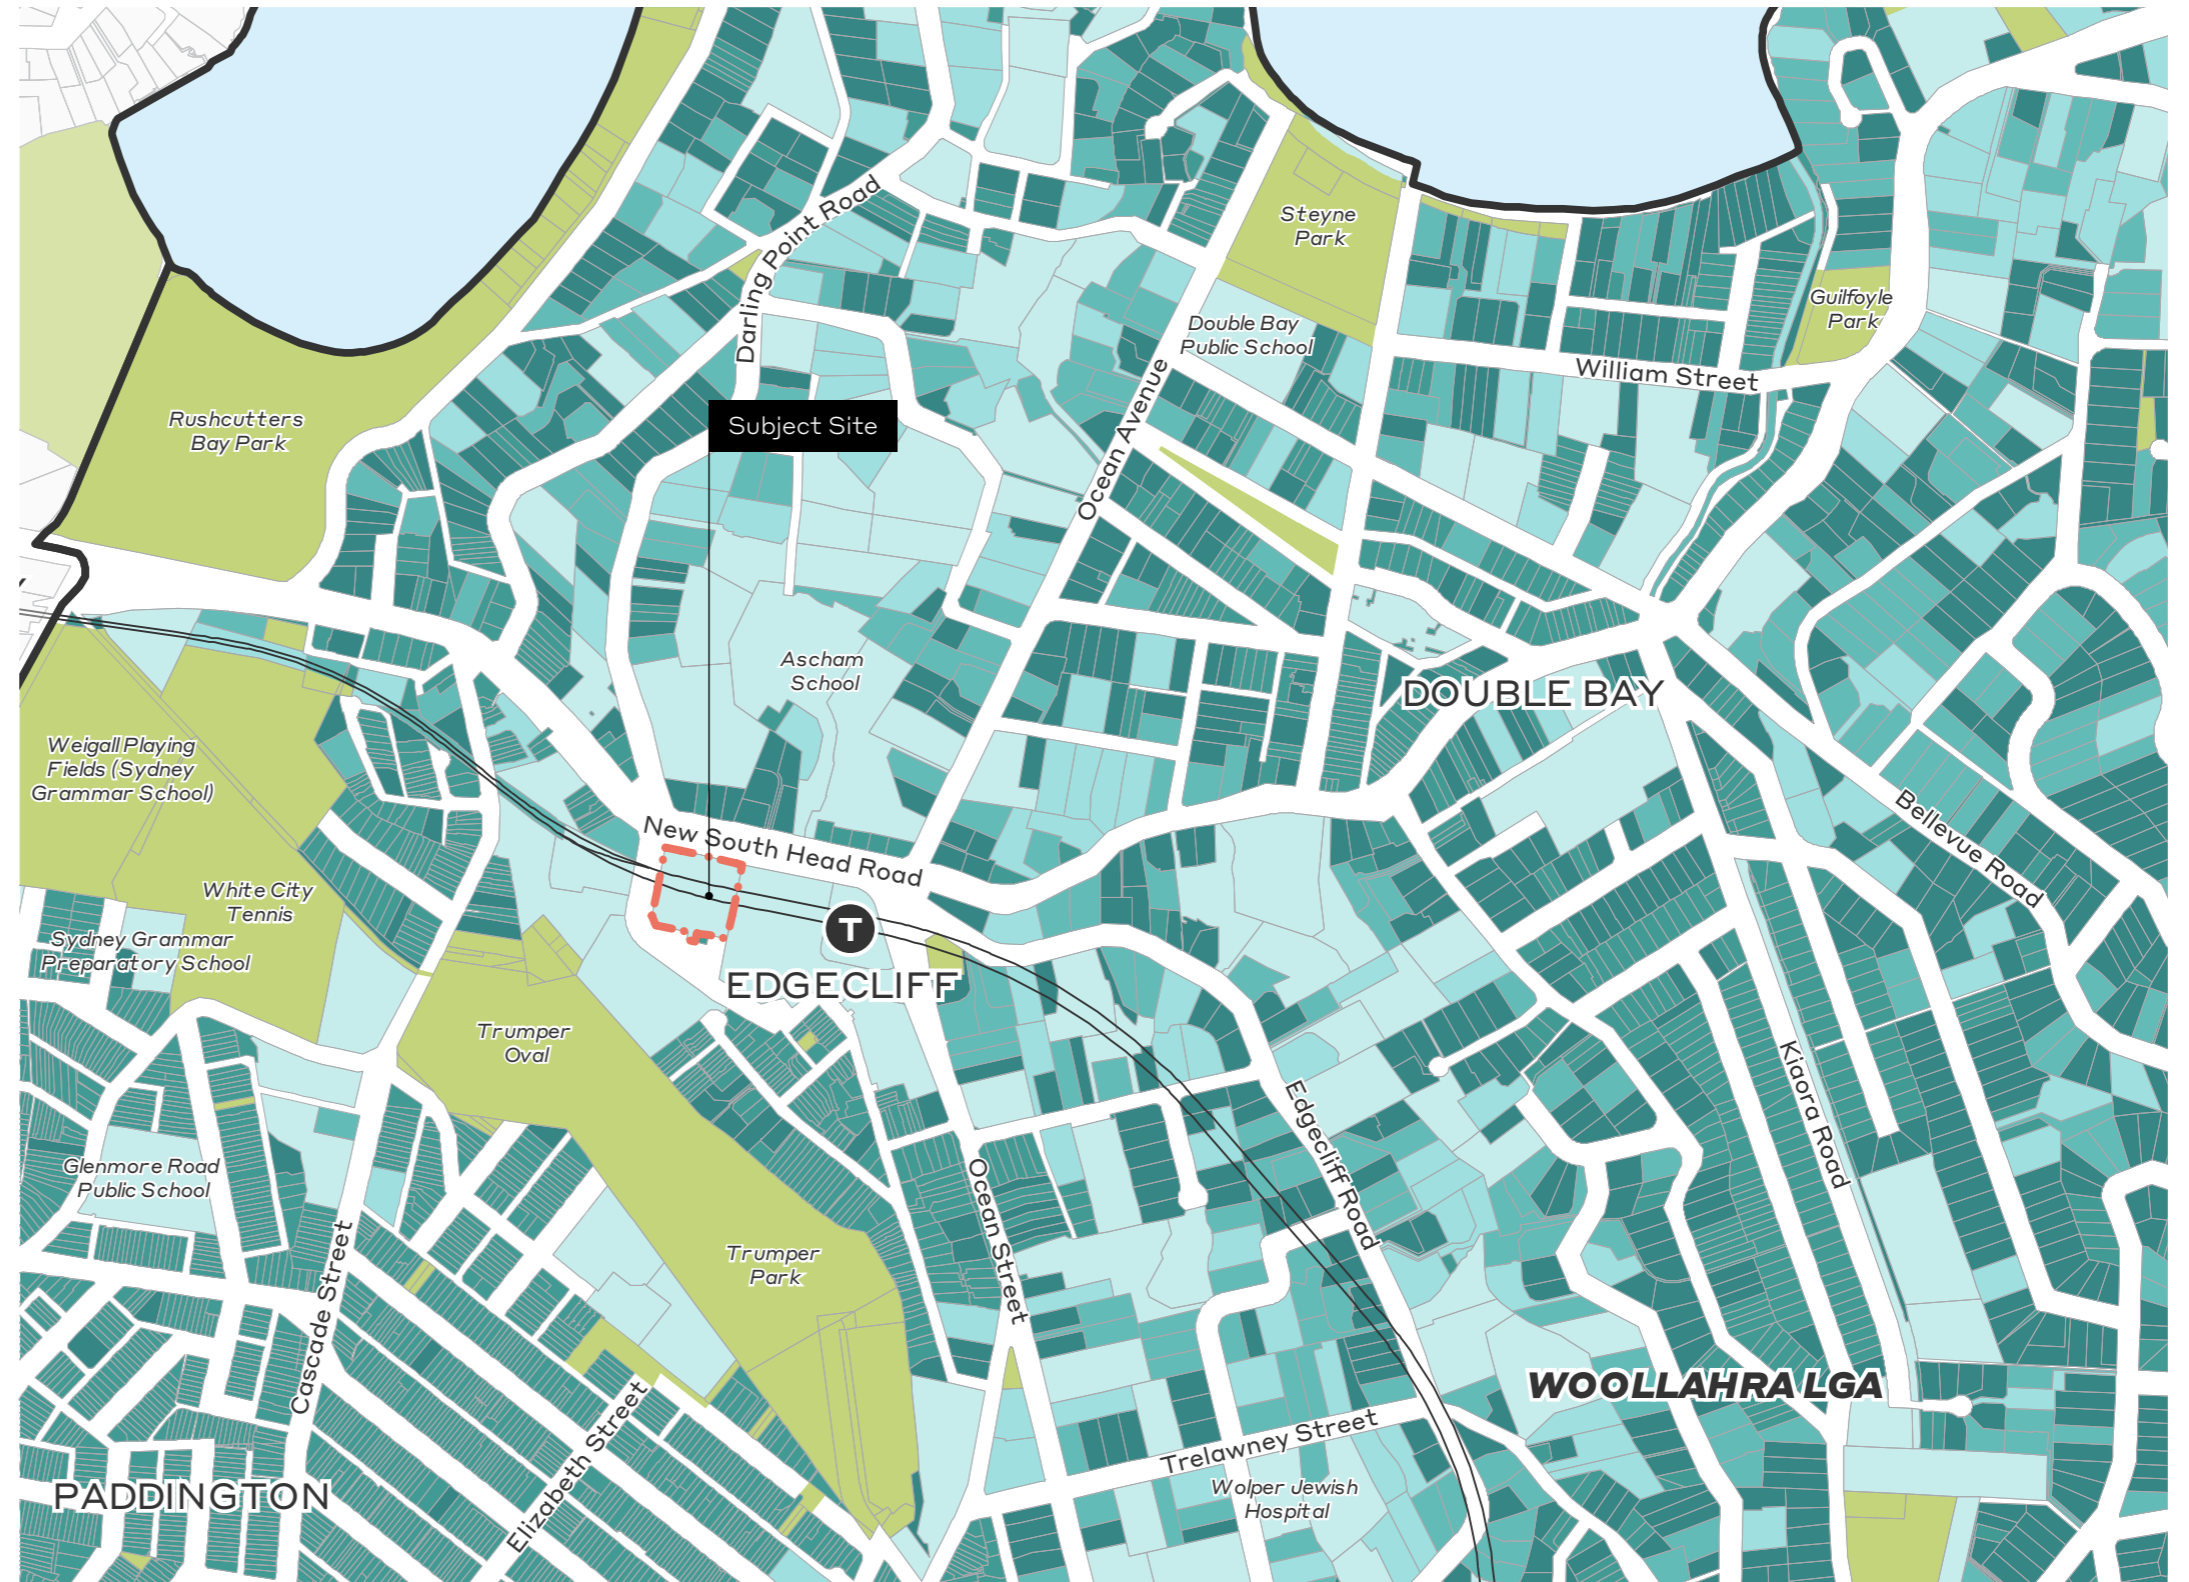 Steyne
Park
Darling Point Road
Guilfoyle
Park
Double Bay
Public School
William Street
Ocean Avenue
Rushcutters
Bay Park
Subject Site
Ascham
School
DOUBLE BAY
Weigall Playing
Fields (Sydney
Grammar School)
New South Head Road
Bellevue Road
White City
Tennis
T
Sydney Grammar
Preparatory School
EDGECLIFF
Trumper
Oval
Kiaora Road
Edgecliff Road
Glenmore Road
Public School
Ocean Street
Trumper
Park
Cascade Street
WOOLLAHRA LGA
Trelawney Street
Elizabeth Street
PADDINGTON
Wolper Jewish
Hospital